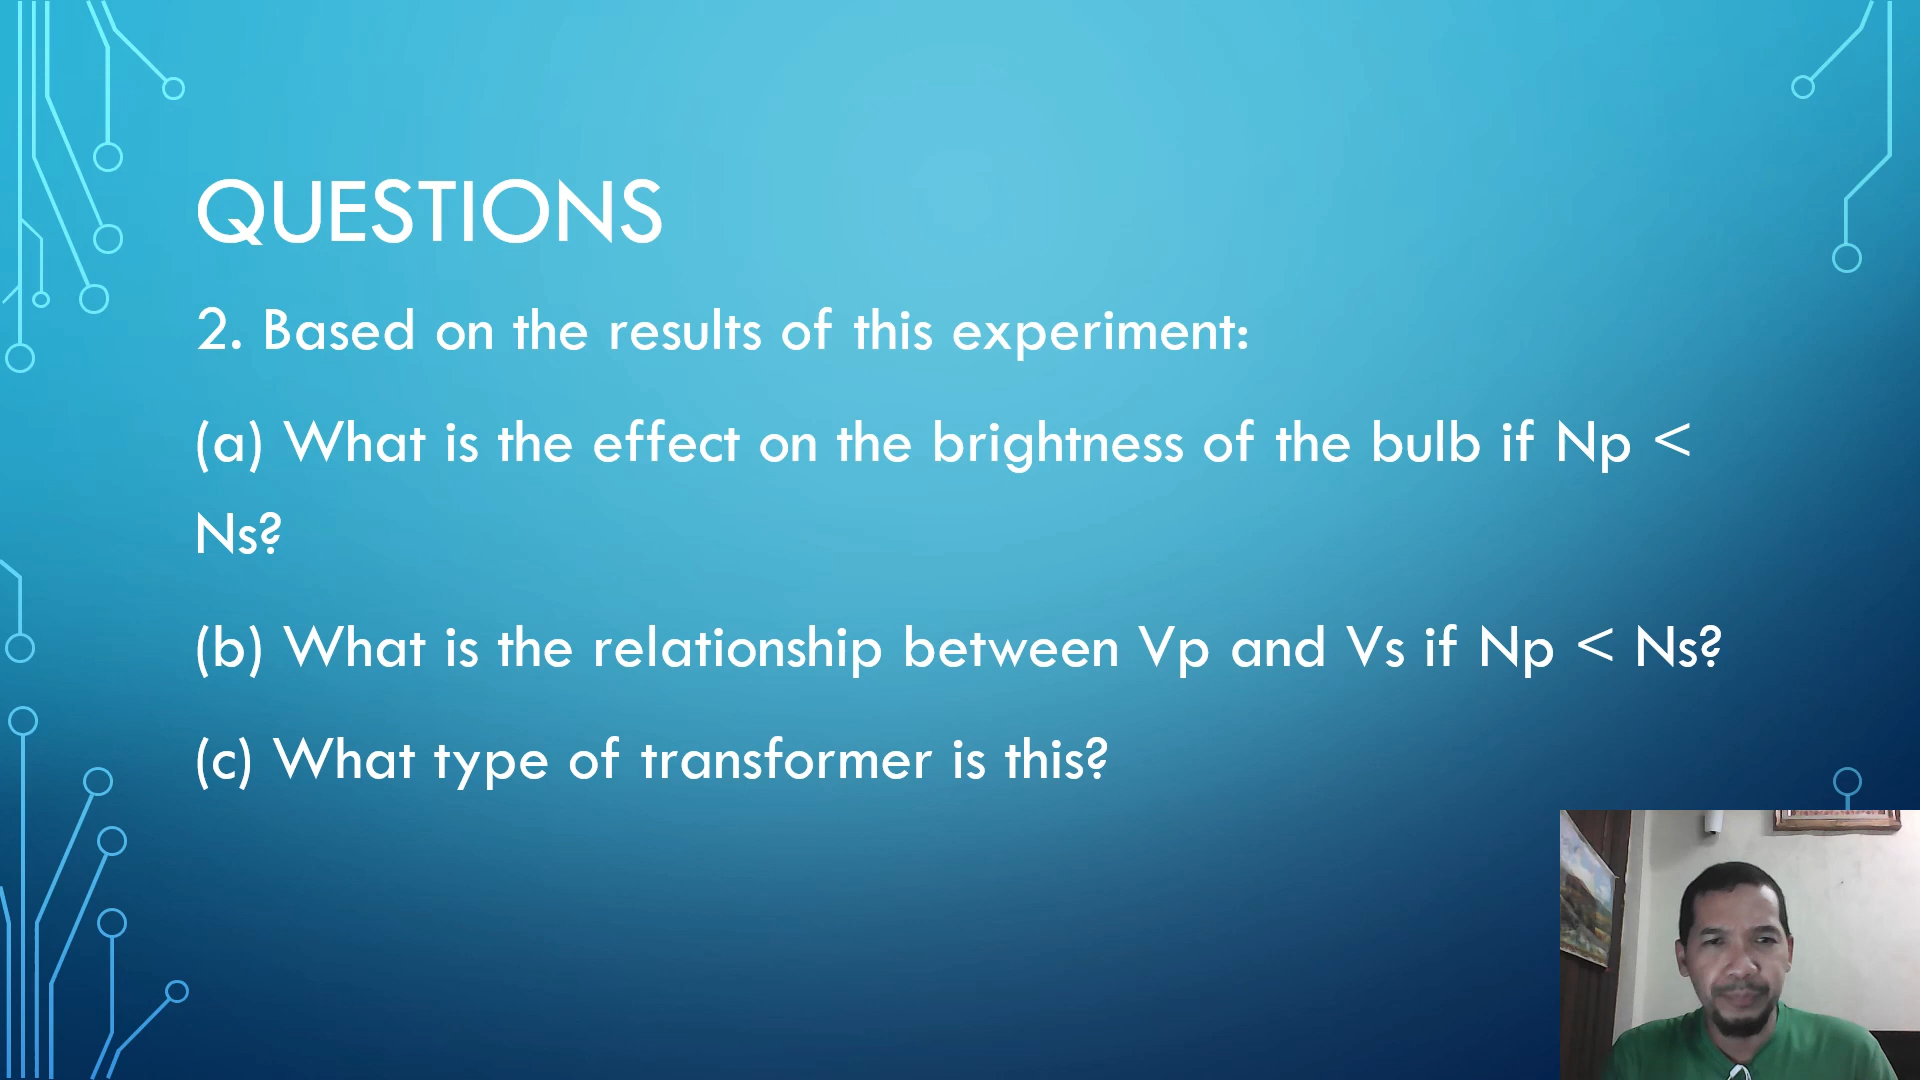 QUESTIONS
2. Based on the results of this experiment:
(a) What is the effect on the brightness of the bulb if Np <
Ns?
(b) What is the relationship between Vp and Vs if Np < Ns?
(c) What type of transformer is this?